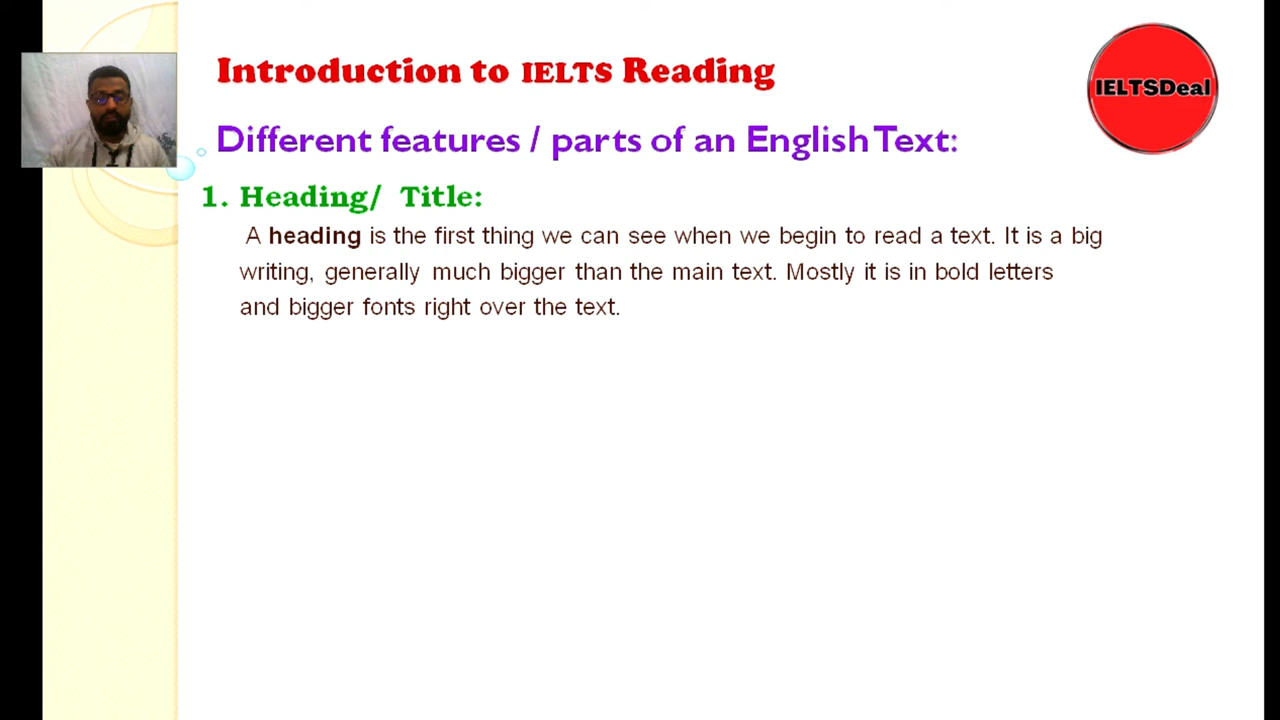 Introduction to IELTS Reading
IELTSDeal
Different features / parts of an English Text:
1. Heading/ Title:
A heading is the first thing we can see when we begin to read a text. It is a big
writing, generally much bigger than the main text. Mostly it is in bold letters
and bigger fonts right over the text.